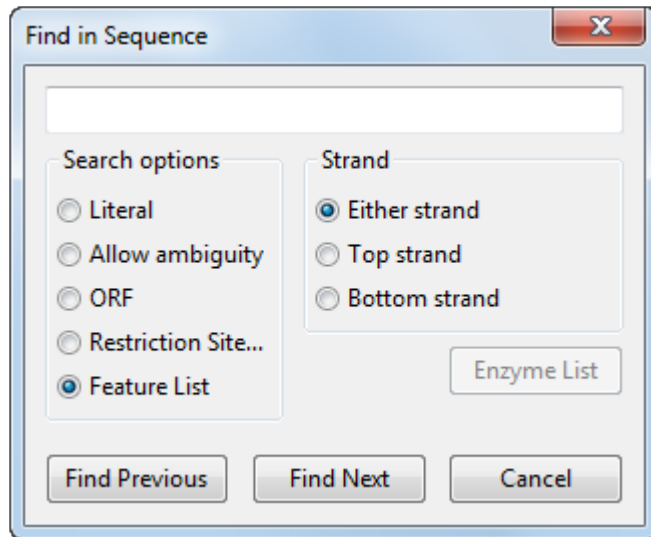 Find in Sequence
Search options
Literal
Allow ambiguity
ORF
Restriction Site...
Feature List
Strand
Either strand
Top strand
Bottom strand
Enzyme List
Find Previous
Find Next
Cancel